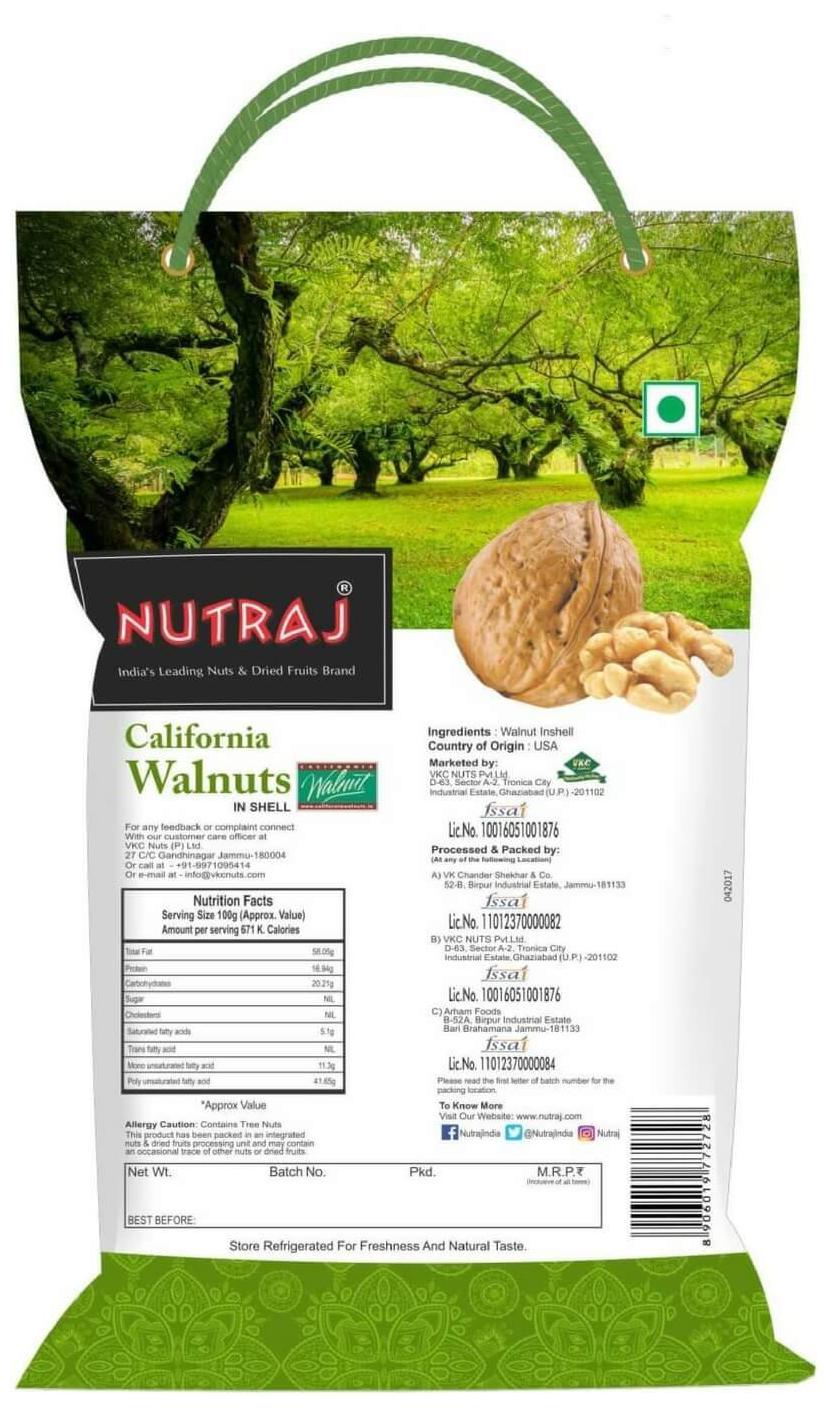 NUTRAJ®
India's Leading Nuts & Dried Fruits Brand
California
Walnuts
IN SHELL
CALIFORNIA
Walnut
www.californiawalnuts.in
For any feedback or complaint connect
With our customer care officer at
VKC Nuts (P) Ltd.
27 C/C Gandhinagar Jammu-180004
Or call at - +91-9971095414
Or e-mail at - info@vkcnuts.com
Nutrition Facts
Serving Size 100g (Approx. Value)
Amount per serving 671 K. Calories
Total Fat 58.05g
Protein 16.94g
Carbohydrates 20.21g
Sugar NIL
Cholesterol NIL
Saturated fatty acids 5.1g
Trans fatty acid NIL
Mono unsaturated fatty acid 11.3g
Poly unsaturated fatty acid 41.65g
*Approx Value
Allergy Caution: Contains Tree Nuts
This product has been packed in an integrated
nuts & dried fruits processing unit and may contain
an occasional trace of other nuts or dried fruits.
Ingredients : Walnut Inshell
Country of Origin : USA
Marketed by:
VKC NUTS Pvt.Ltd.
D-63, Sector A-2, Tronica City
Industrial Estate,Ghaziabad (U.P.) -201102
VKC
fssai
Lic.No. 10016051001876
Processed & Packed by:
(At any of the following Location)
A) VK Chander Shekhar & Co.
52-B, Birpur Industrial Estate, Jammu-181133
fssai
Lic.No. 11012370000082
B) VKC NUTS Pvt.Ltd.
D-63, Sector A-2, Tronica City
Industrial Estate,Ghaziabad (U.P.) -201102
fssai
Lic.No. 10016051001876
C) Arham Foods
B-52A, Birpur Industrial Estate
Bari Brahamana Jammu-181133
fssai
Lic.No. 11012370000084
Please read the first letter of batch number for the
packing location.
To Know More
Visit Our Website: www.nutraj.com
NutrajIndia @NutrajIndia Nutraj
042017
Net Wt. Batch No. Pkd. M.R.P.₹
(Inclusive of all taxes)
BEST BEFORE:
8906019772728
Store Refrigerated For Freshness And Natural Taste.